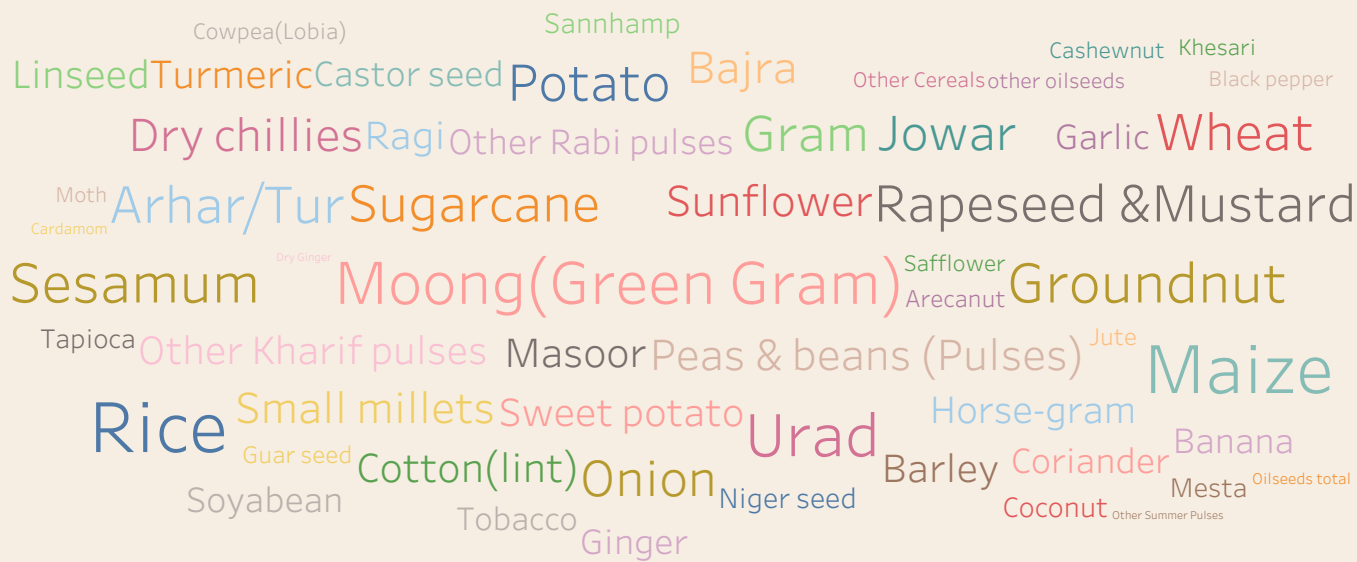 Cowpea(Lobia) Sannhamp
Cashewnut Khesari
Linseed Turmeric Castor seed Potato Bajra Other Cereals other oilseeds Black pepper
Dry chillies Ragi Other Rabi pulses Gram Jowar Garlic Wheat
Moth Arhar/Tur Sugarcane Sunflower Rapeseed &Mustard
Cardamom
Sesamum Dry Ginger Moong(Green Gram) Safflower Groundnut
Arecanut
Tapioca Other Kharif pulses Masoor Peas & beans (Pulses) Jute Maize
Rice Small millets Sweet potato Urad Horse-gram
Guar seed Cotton(lint) Onion Barley Coriander Banana
Soyabean Niger seed Mesta Oilseeds total
Tobacco Coconut Other Summer Pulses
Ginger